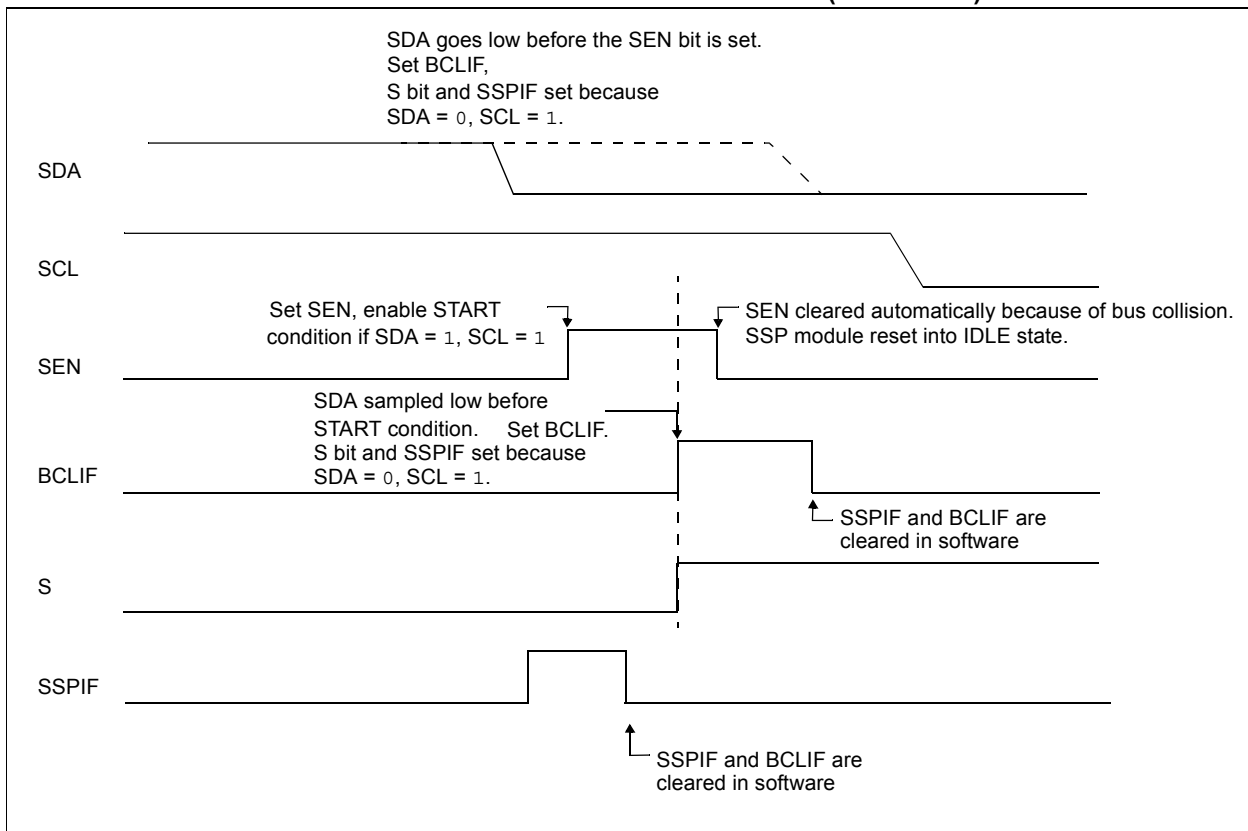 SDA goes low before the SEN bit is set.
Set BCLIF,
S bit and SSPIF set because
SDA = 0, SCL = 1.
SDA
SCL
Set SEN, enable START
condition if SDA = 1, SCL = 1
SEN cleared automatically because of bus collision.
SSP module reset into IDLE state.
SEN
SDA sampled low before
START condition. Set BCLIF.
S bit and SSPIF set because
SDA = 0, SCL = 1.
BCLIF
SSPIF and BCLIF are
cleared in software
S
SSPIF
SSPIF and BCLIF are
cleared in software